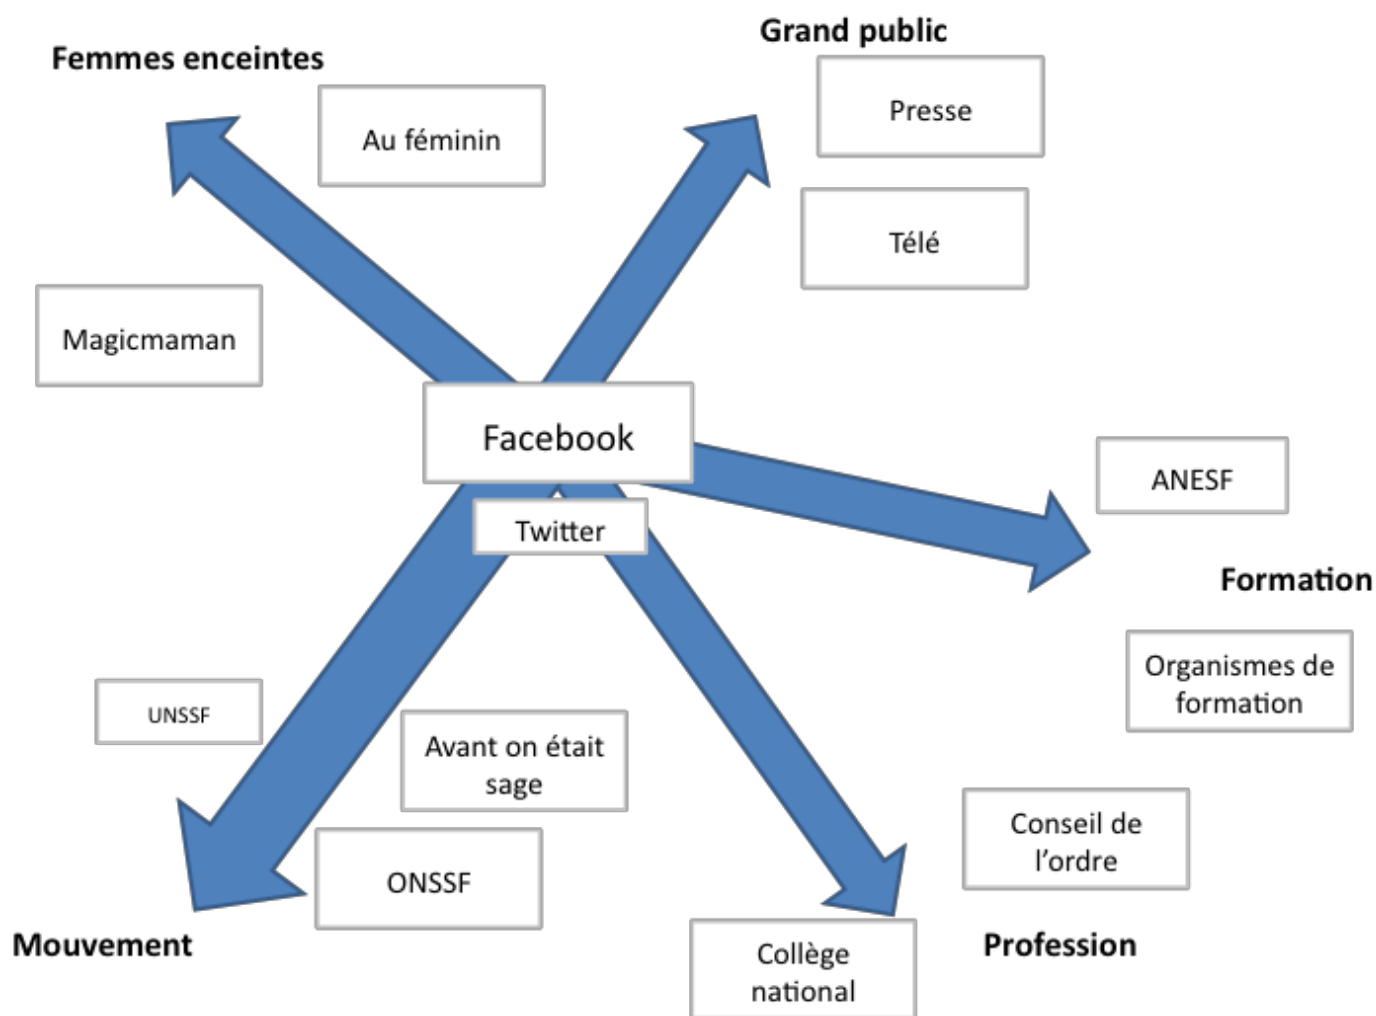 Grand public
Femmes enceintes
Presse
Au féminin
Télé
Magicmaman
Facebook
ANESF
Twitter
Formation
Organismes de
formation
UNSSF
Avant on était
sage
Conseil de
l'ordre
ONSSF
Mouvement
Profession
Collège
national